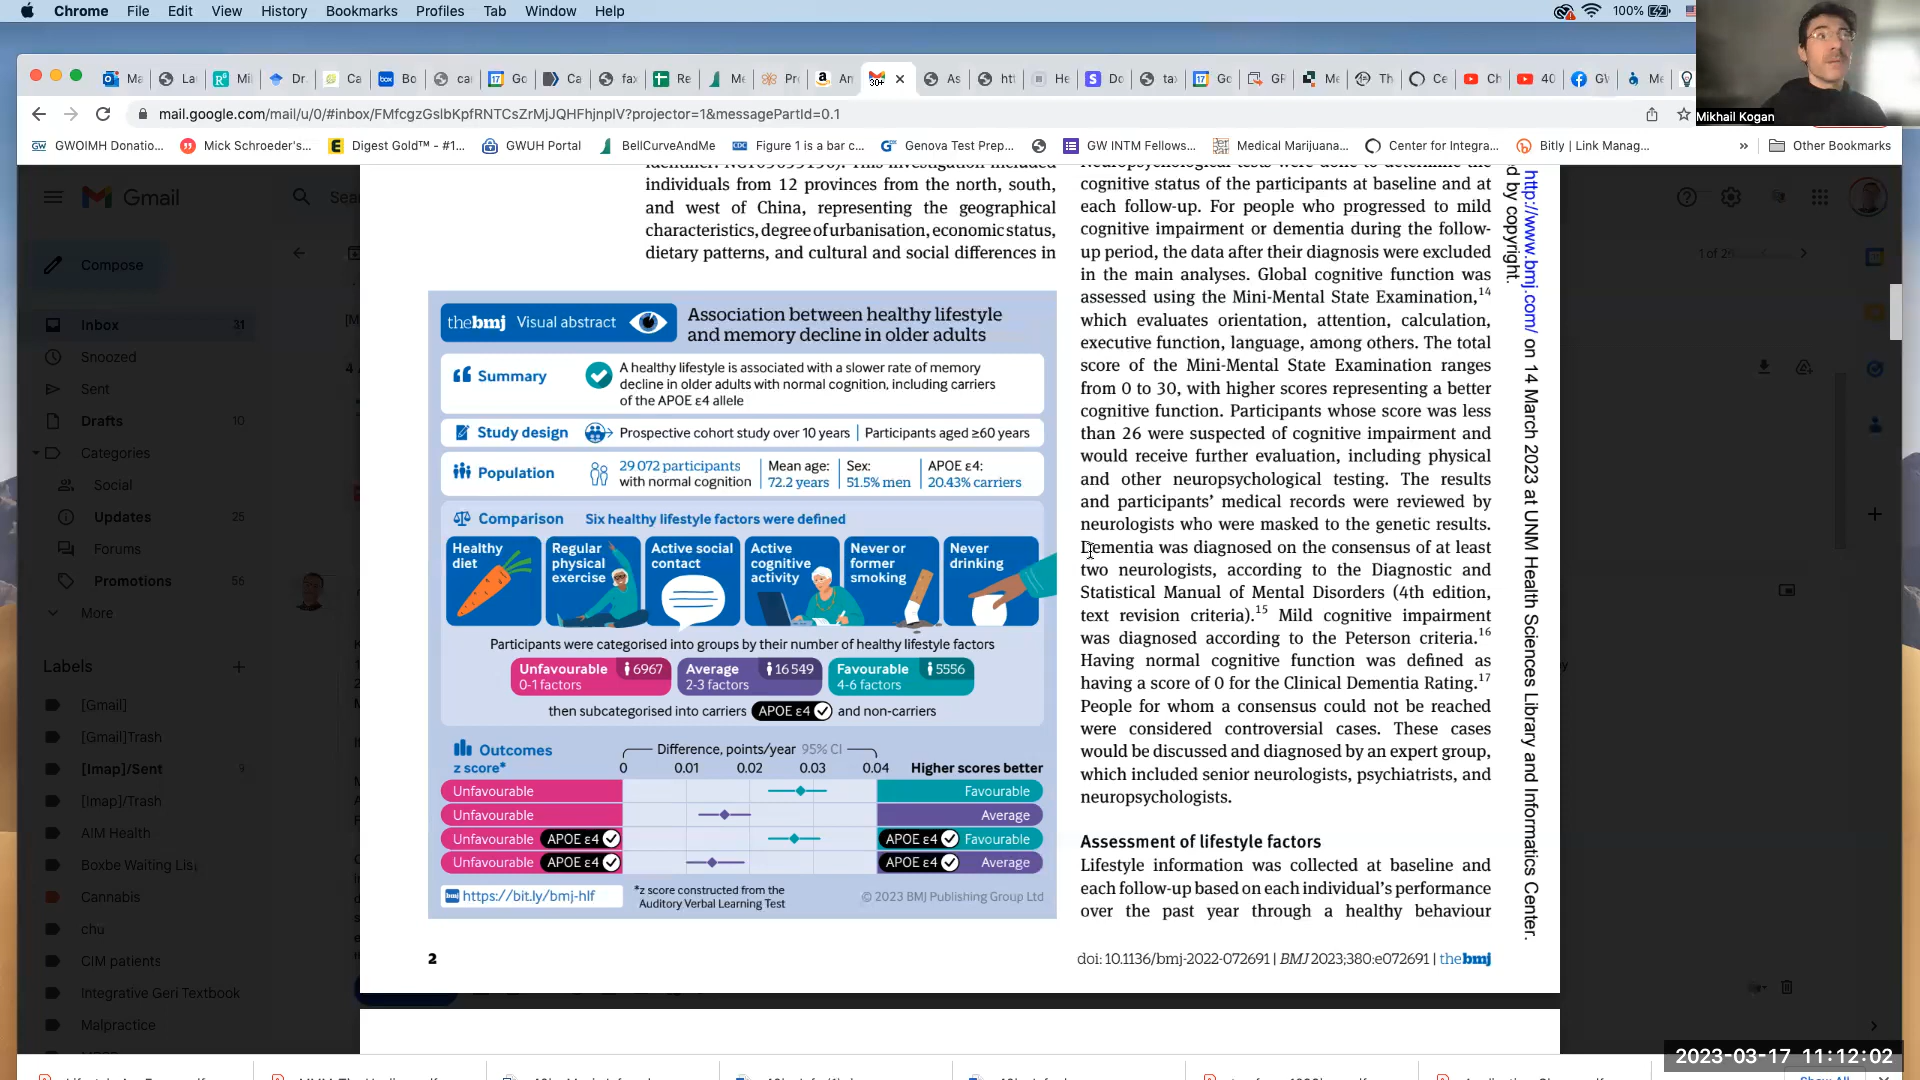 Chrome File Edit View History Bookmarks Profiles Tab Window Help
100%
Mikhail Kogan
mail.google.com/mail/u/0/#inbox/FMfcgzGslbKpfRNTCsZrMjJQHFhjnplV?projector=1&messagePartId=0.1
GWOIMH Donatio... Mick Schroeder's... Digest Gold™ - #1... GWUH Portal BellCurveAndMe Figure 1 is a bar c... Genova Test Prep... GW INTM Fellows... Medical Marijuana... Center for Integra... Bitly | Link Manag... » Other Bookmarks
Gmail
Compose
1 of 2
Inbox 31
Snoozed
Sent
Drafts 10
Categories
Social
Updates 25
Forums
Promotions 56
More
Labels
[Gmail]
[Gmail]Trash
[Imap]/Sent 9
[Imap]/Trash
AIM Health
Boxbe Waiting Lis
Cannabis
chu
CIM patients
Integrative Geri Textbook
Malpractice
individuals from 12 provinces from the north, south,
and west of China, representing the geographical
characteristics, degree of urbanisation, economic status,
dietary patterns, and cultural and social differences in
thebmj Visual abstract
Association between healthy lifestyle
and memory decline in older adults
Summary
A healthy lifestyle is associated with a slower rate of memory
decline in older adults with normal cognition, including carriers
of the APOE ε4 allele
Study design
Prospective cohort study over 10 years | Participants aged ≥60 years
Population
29 072 participants
with normal cognition
Mean age:
72.2 years
Sex:
51.5% men
APOE ε4:
20.43% carriers
Comparison Six healthy lifestyle factors were defined
Healthy
diet
Regular
physical
exercise
Active social
contact
Active
cognitive
activity
Never or
former
smoking
Never
drinking
Participants were categorised into groups by their number of healthy lifestyle factors
Unfavourable 6967
0-1 factors
Average 16 549
2-3 factors
Favourable 5556
4-6 factors
then subcategorised into carriers APOE ε4 and non-carriers
Outcomes
z score*
Difference, points/year 95% CI
0 0.01 0.02 0.03 0.04 Higher scores better
Unfavourable Favourable
Unfavourable Average
Unfavourable APOE ε4 APOE ε4 Favourable
Unfavourable APOE ε4 APOE ε4 Average
https://bit.ly/bmj-hlf
*z score constructed from the
Auditory Verbal Learning Test
© 2023 BMJ Publishing Group Ltd
Neuropsychological tests were done to determine the
cognitive status of the participants at baseline and at
each follow-up. For people who progressed to mild
cognitive impairment or dementia during the follow-
up period, the data after their diagnosis were excluded
in the main analyses. Global cognitive function was
assessed using the Mini-Mental State Examination,14
which evaluates orientation, attention, calculation,
executive function, language, among others. The total
score of the Mini-Mental State Examination ranges
from 0 to 30, with higher scores representing a better
cognitive function. Participants whose score was less
than 26 were suspected of cognitive impairment and
would receive further evaluation, including physical
and other neuropsychological testing. The results
and participants' medical records were reviewed by
neurologists who were masked to the genetic results.
Dementia was diagnosed on the consensus of at least
two neurologists, according to the Diagnostic and
Statistical Manual of Mental Disorders (4th edition,
text revision criteria).15 Mild cognitive impairment
was diagnosed according to the Peterson criteria.16
Having normal cognitive function was defined as
having a score of 0 for the Clinical Dementia Rating.17
People for whom a consensus could not be reached
were considered controversial cases. These cases
would be discussed and diagnosed by an expert group,
which included senior neurologists, psychiatrists, and
neuropsychologists.
Assessment of lifestyle factors
Lifestyle information was collected at baseline and
each follow-up based on each individual's performance
over the past year through a healthy behaviour
http://www.bmj.com/ on 14 March 2023 at UNM Health Sciences Library and Informatics Center.
d by copyright.
2
doi: 10.1136/bmj-2022-072691 | BMJ 2023;380:e072691 | thebmj
2023-03-17 11:12:02